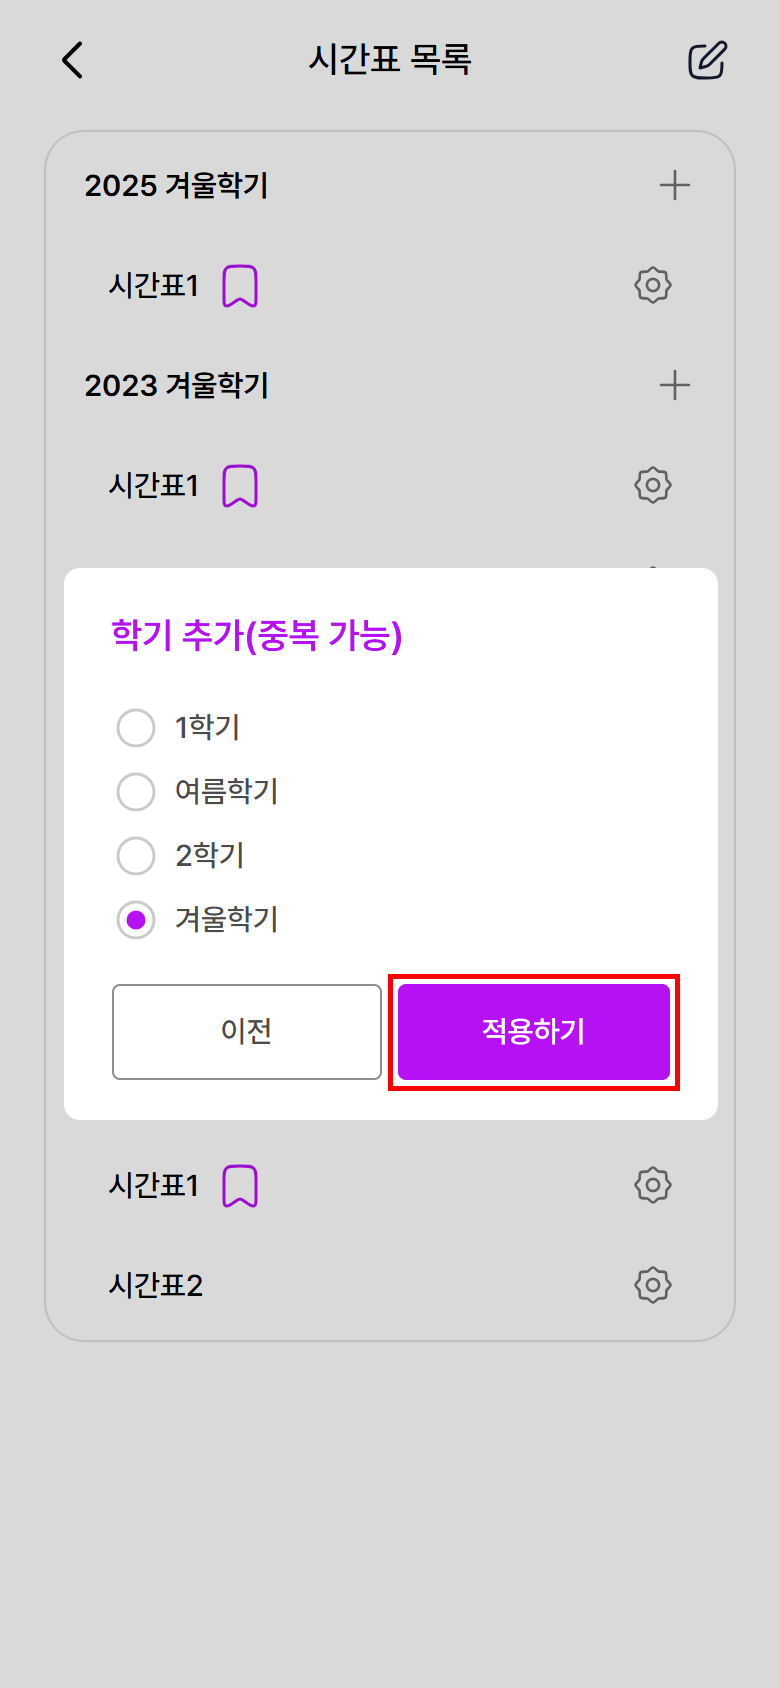 시간표 목록
2025 겨울학기
시간표1
2023 겨울학기
시간표1
학기 추가(중복 가능)
1학기
여름학기
2학기
겨울학기
이전 적용하기
시간표1
시간표2